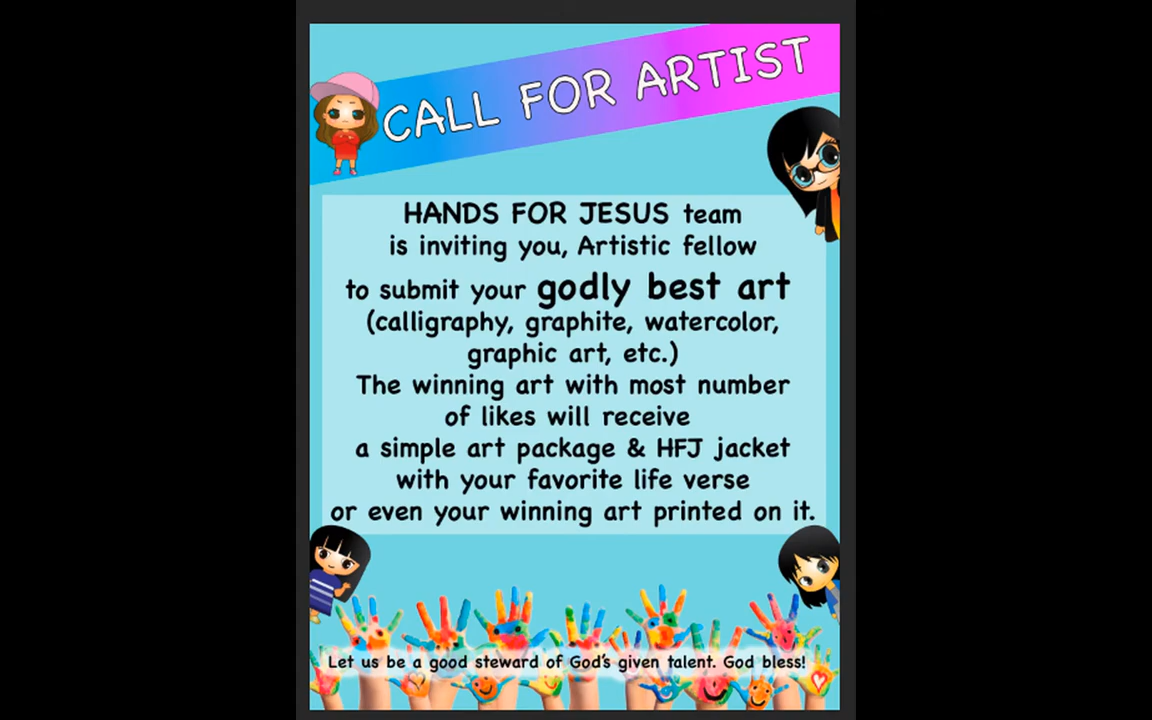 CALL FOR ARTIST
HANDS FOR JESUS team
is inviting you, Artistic fellow
to submit your godly best art
(calligraphy, graphite, watercolor,
graphic art, etc.)
The winning art with most number
of likes will receive
a simple art package & HFJ jacket
with your favorite life verse
or even your winning art printed on it.
Let us be a good steward of God's given talent. God bless!